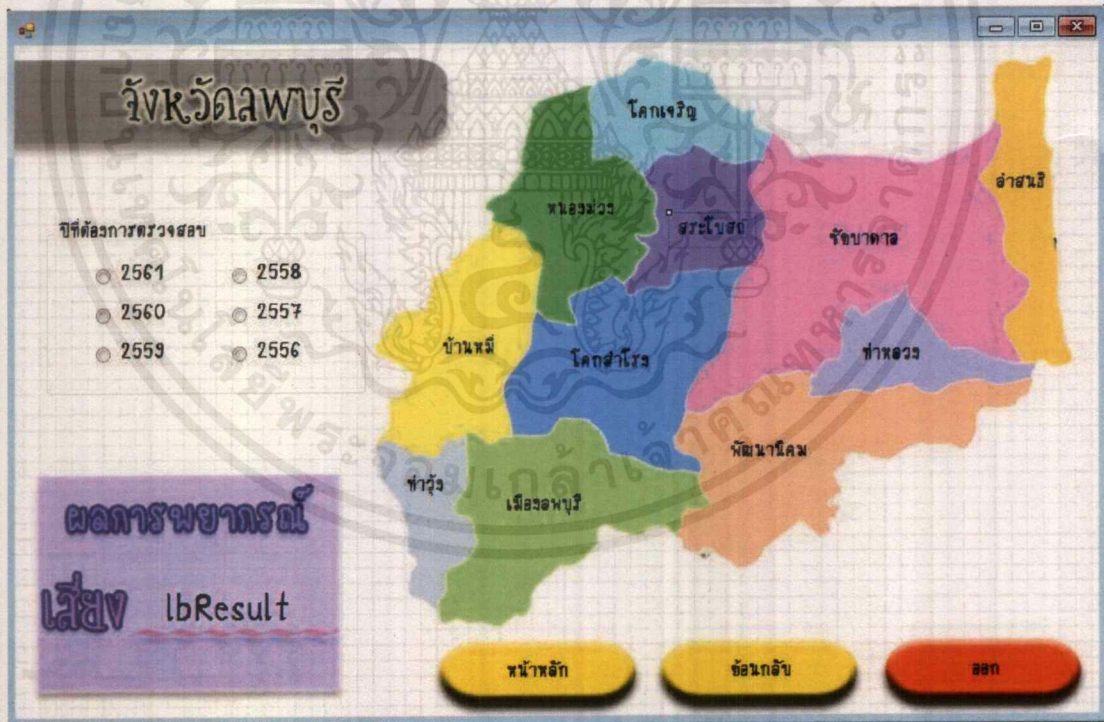 จังหวัดลพบุรี
ปีที่ต้องการตรวจสอบ
2561 2558
2560 2557
2559 2556
โคกเจริญ
ลำสนธิ
หนองม่วง
สระโบสถ์
ชัยบาดาล
บ้านหมี่
โคกสำโรง
ท่าหลวง
พัฒนานิคม
ท่าวุ้ง
เมืองลพบุรี
ผลการพยากรณ์
เสี่ยง lbResult
หน้าหลัก ย้อนกลับ ออก